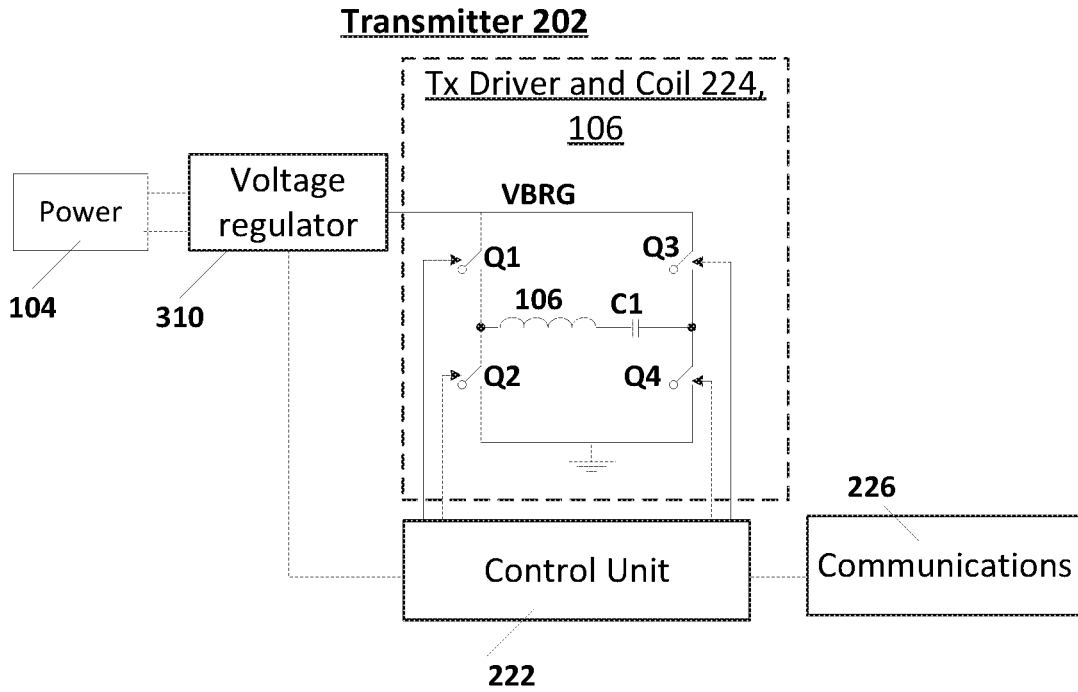 Transmitter 202
Tx Driver and Coil 224,
106
Voltage
regulator
Power
VBRG
Q1
Q3
104
310
106
C1
Q2
Q4
226
Control Unit
Communications
222